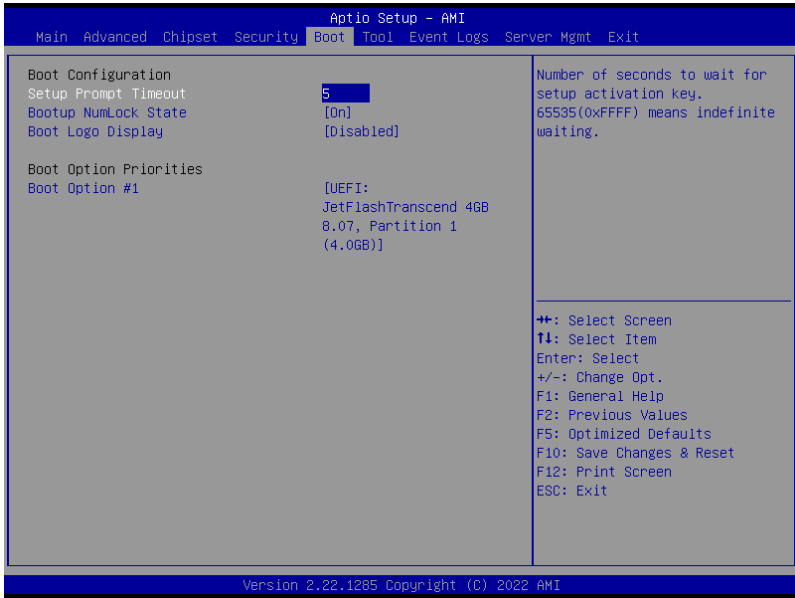 Aptio Setup - AMI
Main Advanced Chipset Security Boot Tool Event Logs Server Mgmt Exit
Boot Configuration
Setup Prompt Timeout 5
Bootup NumLock State [On]
Boot Logo Display [Disabled]
Boot Option Priorities
Boot Option #1 [UEFI:
JetFlashTranscend 4GB
8.07, Partition 1
(4.0GB)]
Number of seconds to wait for
setup activation key.
65535(0xFFFF) means indefinite
waiting.
→←: Select Screen
↑↓: Select Item
Enter: Select
+/-: Change Opt.
F1: General Help
F2: Previous Values
F5: Optimized Defaults
F10: Save Changes & Reset
F12: Print Screen
ESC: Exit
Version 2.22.1285 Copyright (C) 2022 AMI